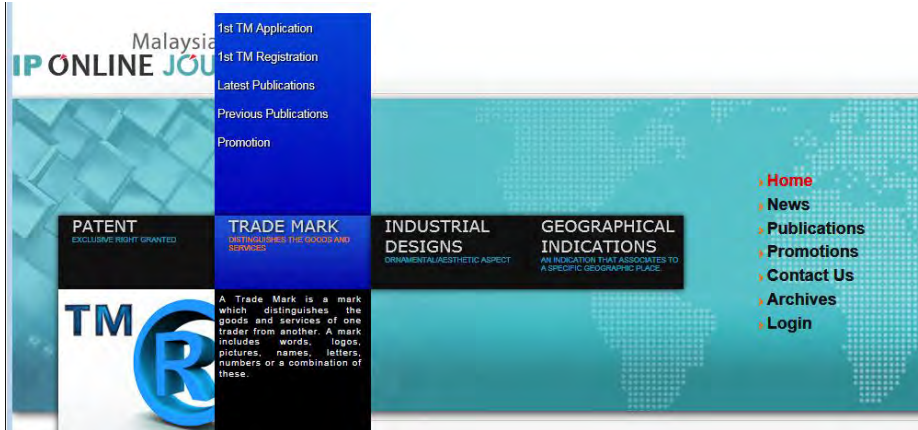 1st TM Application
Malaysia
1st TM Registration
IP ONLINE JOU
Latest Publications
Previous Publications
Promotion
Home
News
Publications
Promotions
Contact Us
Archives
Login
PATENT
EXCLUSIVE RIGHT GRANTED
TRADE MARK
DISTINGUISHES THE GOODS AND
SERVICES
INDUSTRIAL
DESIGNS
ORNAMENTAL/AESTHETIC ASPECT
GEOGRAPHICAL
INDICATIONS
AN INDICATION THAT ASSOCIATES TO
A SPECIFIC GEOGRAPHIC PLACE.
TM
R
A Trade Mark is a mark
which distinguishes the
goods and services of one
trader from another. A mark
includes words, logos,
pictures, names, letters,
numbers or a combination of
these.